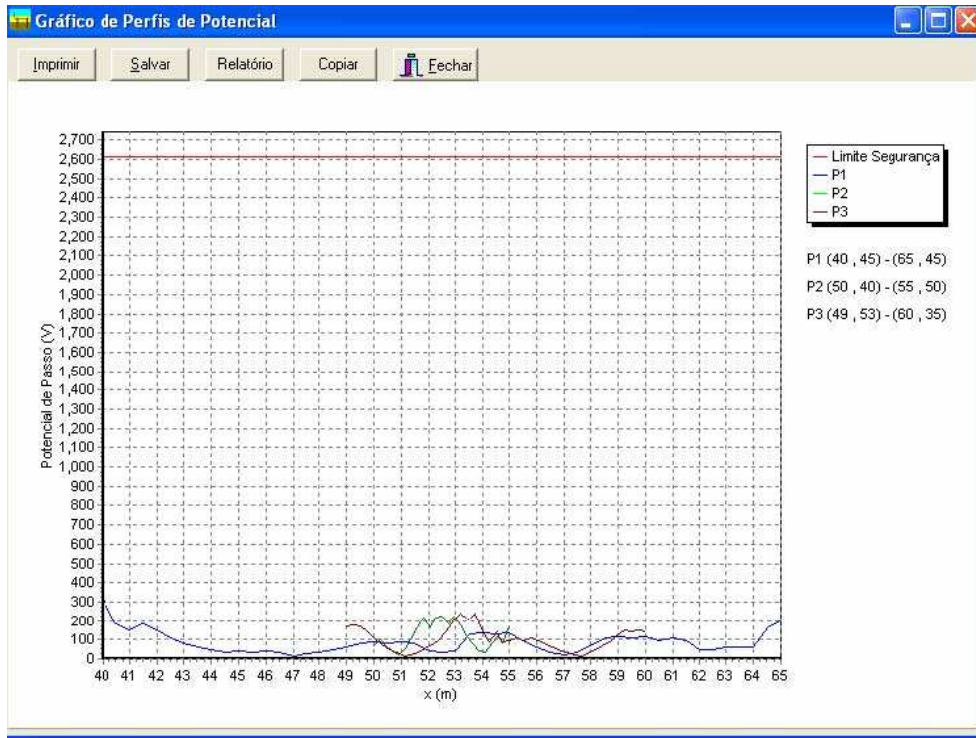 Gráfico de Perfis de Potencial
Imprimir Salvar Relatório Copiar Fechar
2,700
2,600
2,500
2,400
2,300
2,200
2,100
2,000
1,900
1,800
1,700
1,600
1,500
1,400
1,300
1,200
1,100
1,000
900
800
700
600
500
400
300
200
100
0
Potencial de Passo (V)
40 41 42 43 44 45 46 47 48 49 50 51 52 53 54 55 56 57 58 59 60 61 62 63 64 65
x (m)
Limite Segurança
P1
P2
P3
P1 (40 , 45) - (65 , 45)
P2 (50 , 40) - (55 , 50)
P3 (49 , 53) - (60 , 35)